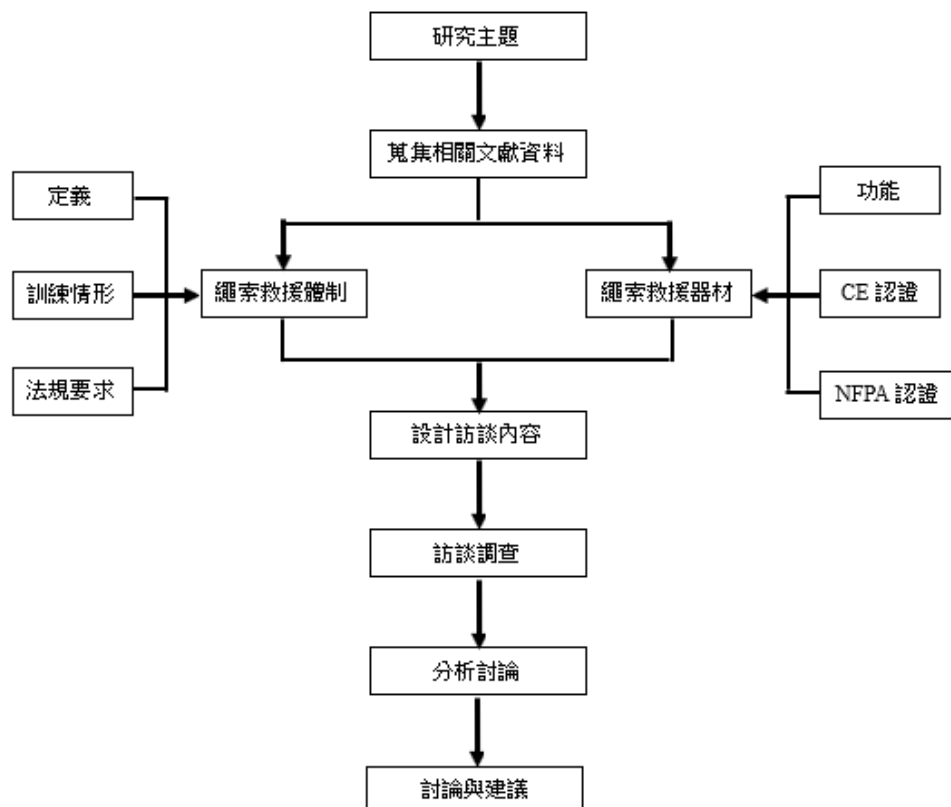 研究主題
蒐集相關文獻資料
定義
功能
訓練情形
繩索救援體制
繩索救援器材
CE 認證
法規要求
NFPA 認證
設計訪談內容
訪談調查
分析討論
討論與建議